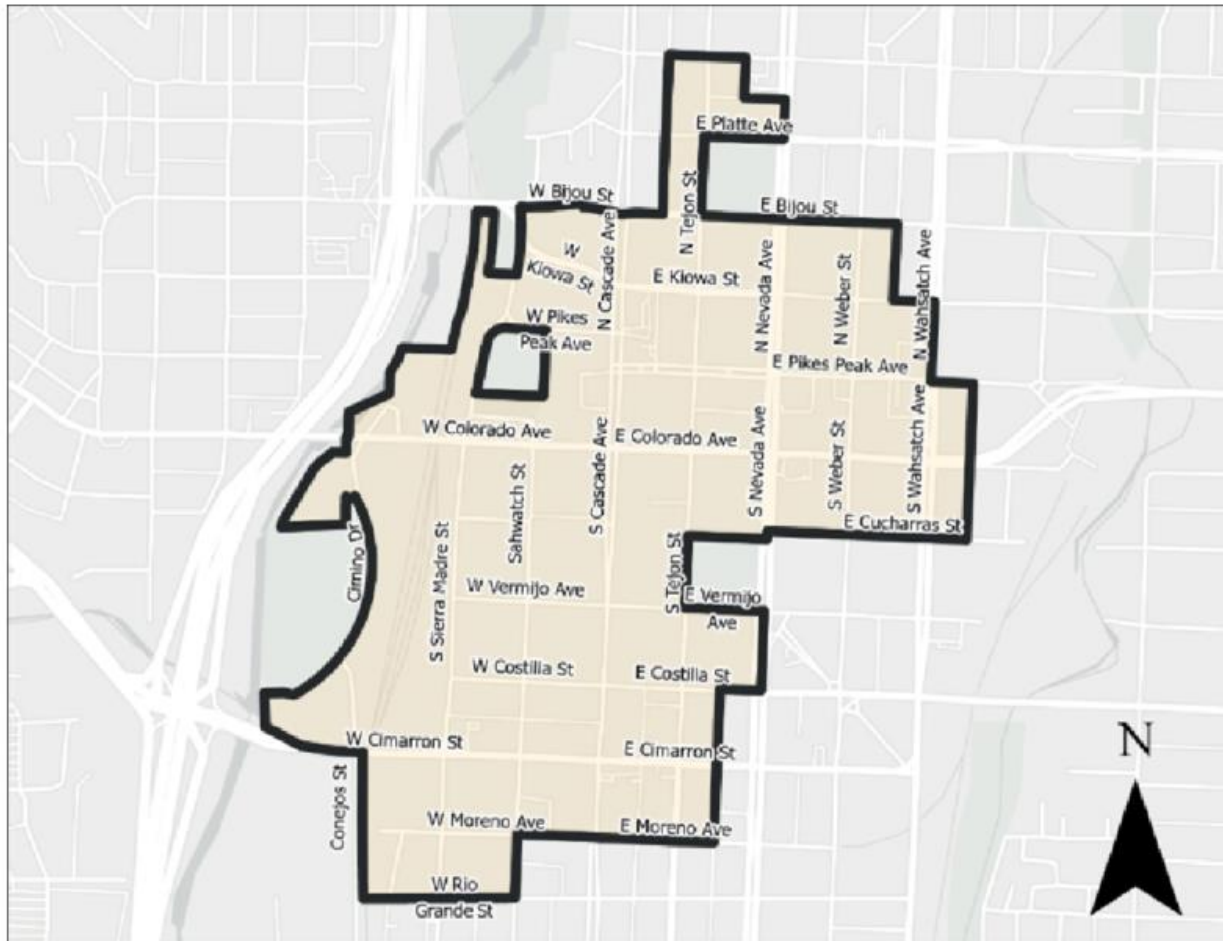 E Platte Ave
W Bijou St
E Bijou St
N Tejon St
N Cascade Ave
W
Kiowa St
E Kiowa St
N Nevada Ave
N Weber St
N Wahsatch Ave
W Pikes
Peak Ave
E Pikes Peak Ave
W Colorado Ave
E Colorado Ave
S Cascade Ave
S Nevada Ave
S Weber St
S Wahsatch Ave
Sahwatch St
E Cucharras St
Cimino Dr
S Sierra Madre St
S Tejon St
W Vermijo Ave
E Vermijo
Ave
W Costilla St
E Costilla St
W Cimarron St
E Cimarron St
N
Conejos St
W Moreno Ave
E Moreno Ave
W Rio
Grande St